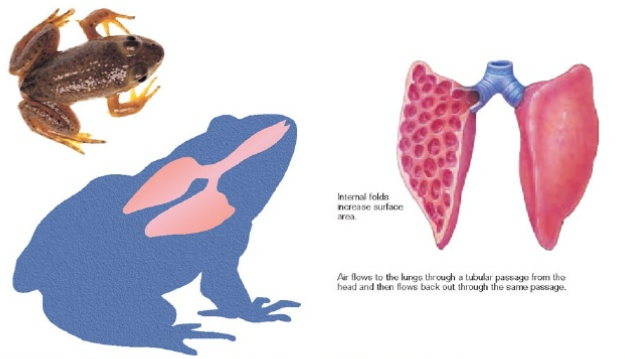 Internal folds
increase surface
area.
Air flows to the lungs through a tubular passage from the
head and then flows back out through the same passage.